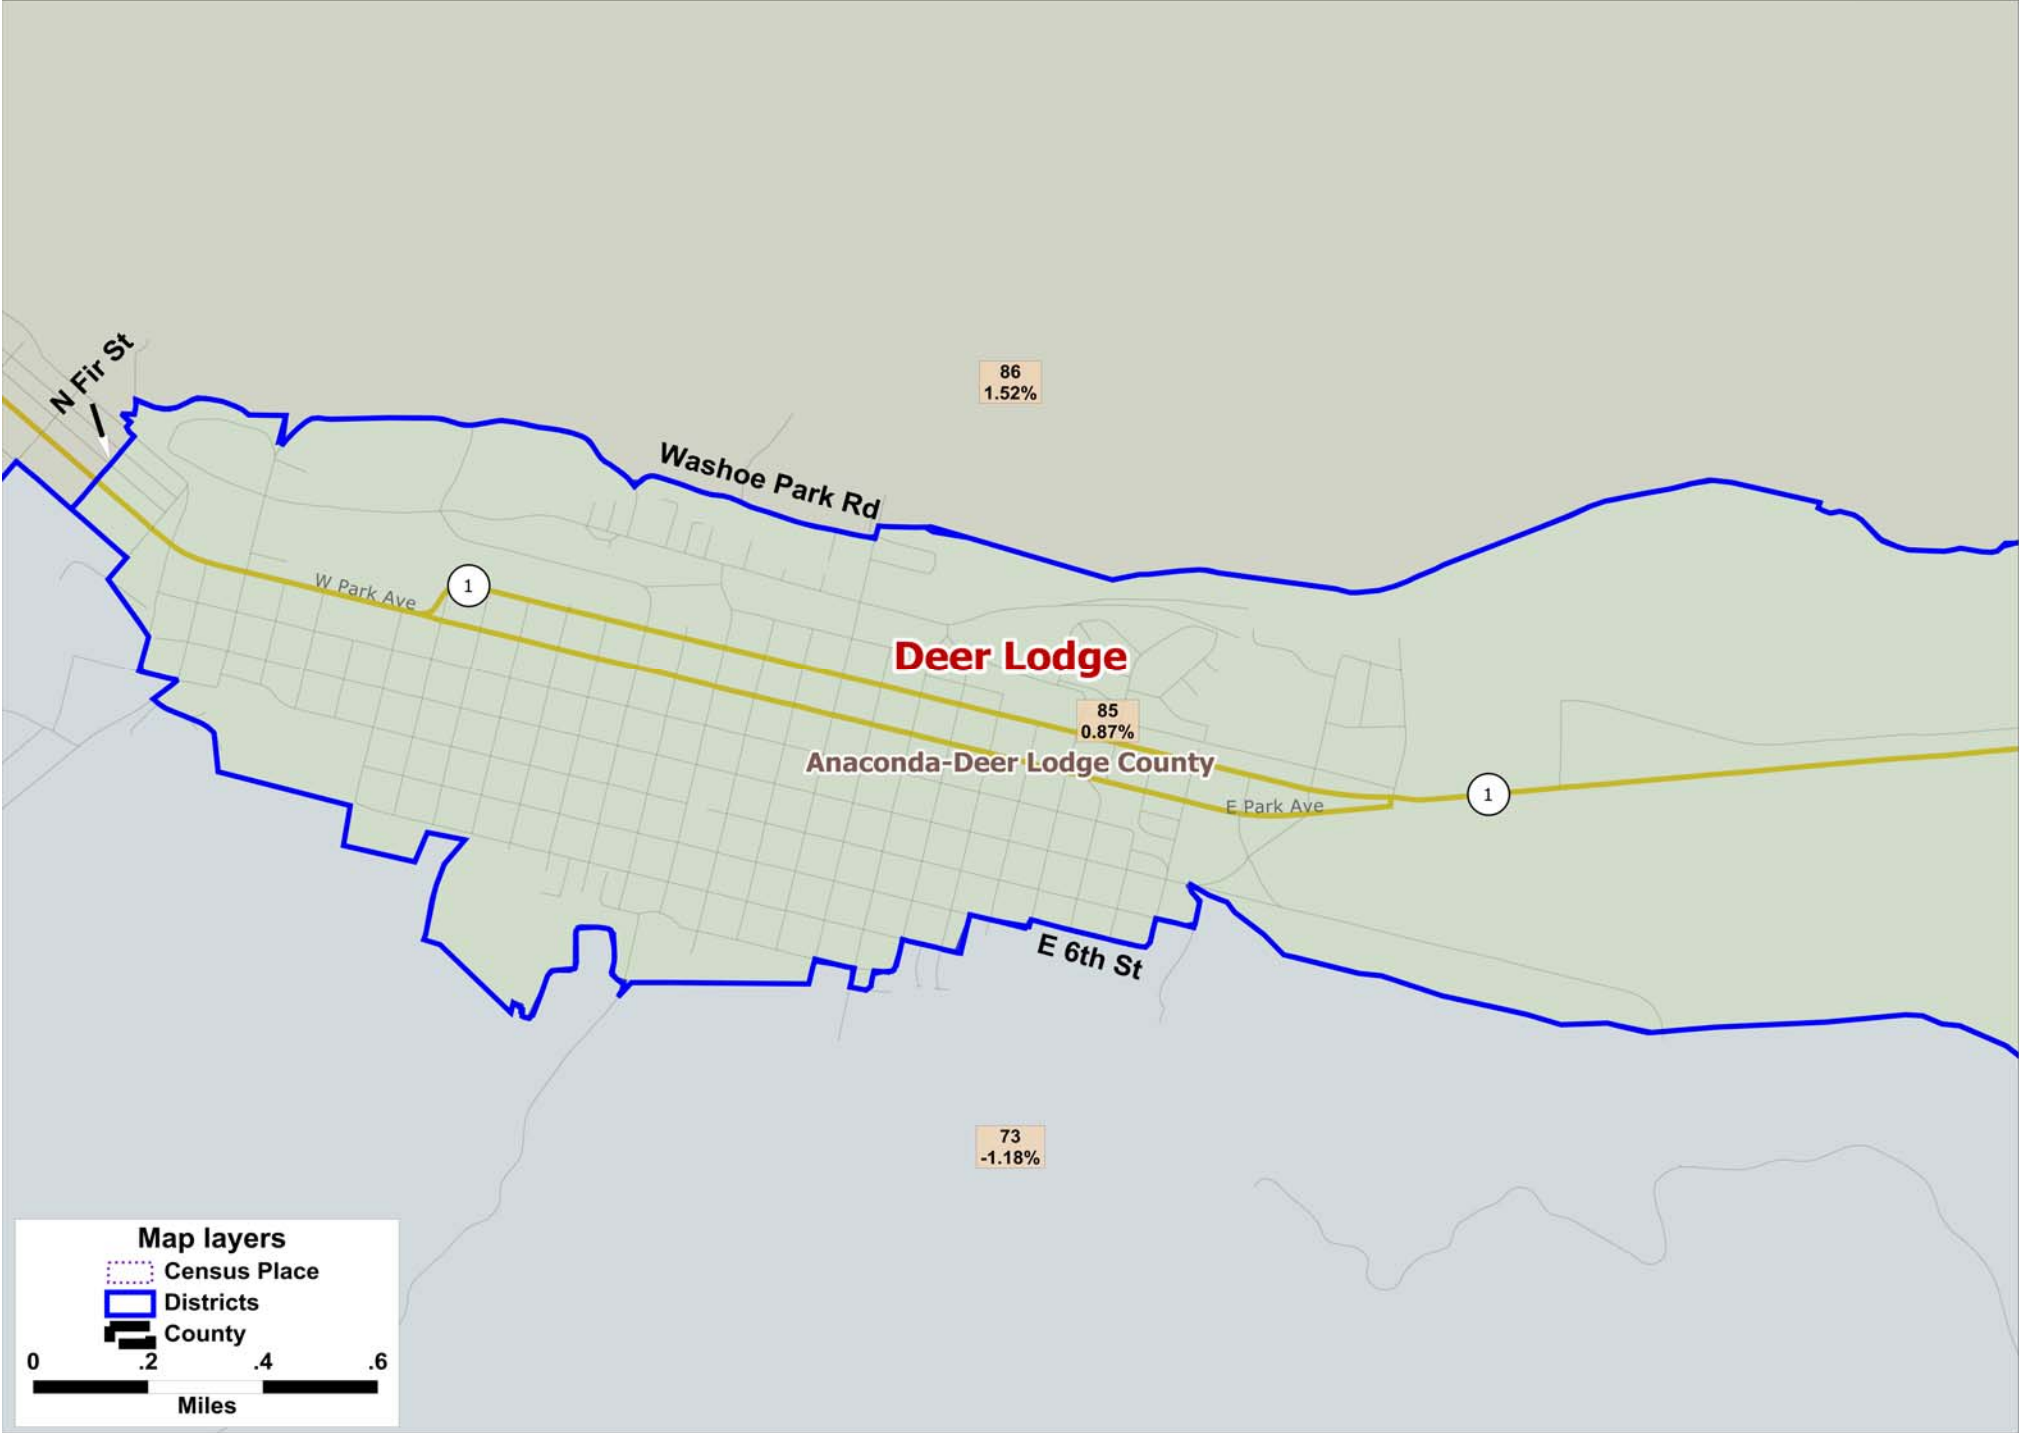 N Fir St
86
1.52%
Washoe Park Rd
W Park Ave
1
Deer Lodge
85
0.87%
Anaconda-Deer Lodge County
E Park Ave
1
E 6th St
73
-1.18%
Map layers
Census Place
Districts
County
0 .2 .4 .6
Miles